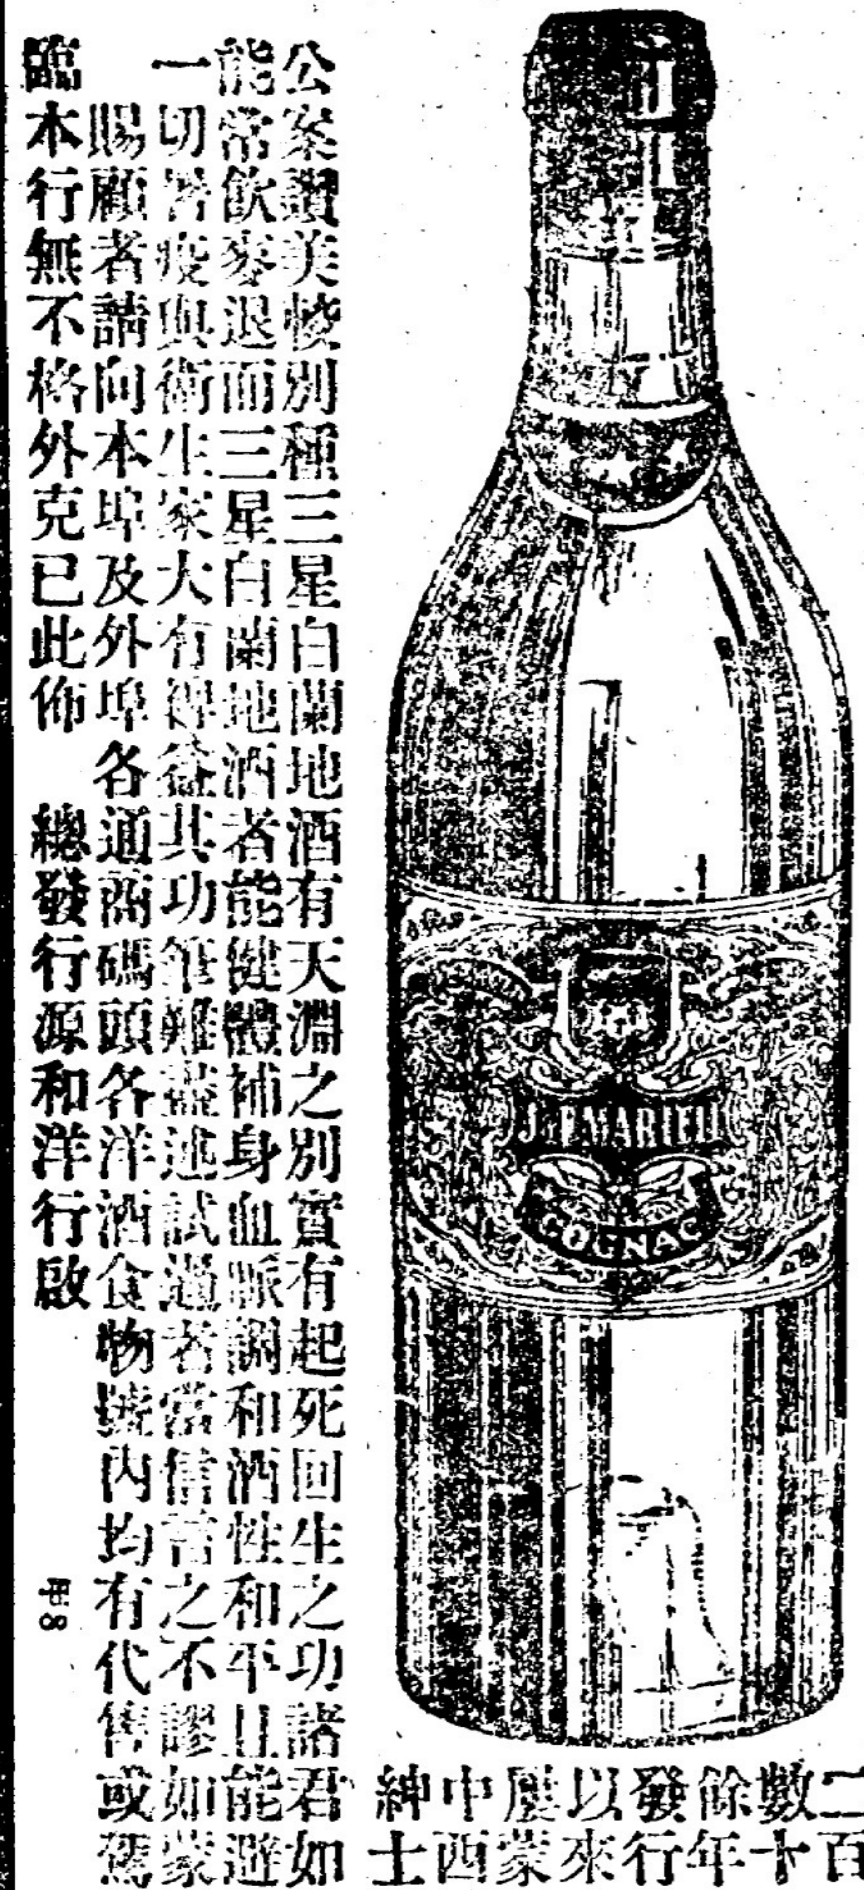 J & F MARTELL
COGNAC
二百
數十
餘年
發行
以來
屢蒙
中西
紳士
公案讚美較別種三星白蘭地酒有天淵之別實有起死回生之功諸君如
能常飲麥退而三星白蘭地酒者能健體補身血脈調和酒性和平且能避
一切暑疫與衛生家大有裨益其功筆難盡述試過者當信言之不謬如蒙
賜顧者請向本埠及外埠各通商碼頭各洋酒食物號內均有代售或駕
臨本行無不格外克已此佈 總發行源和洋行啟